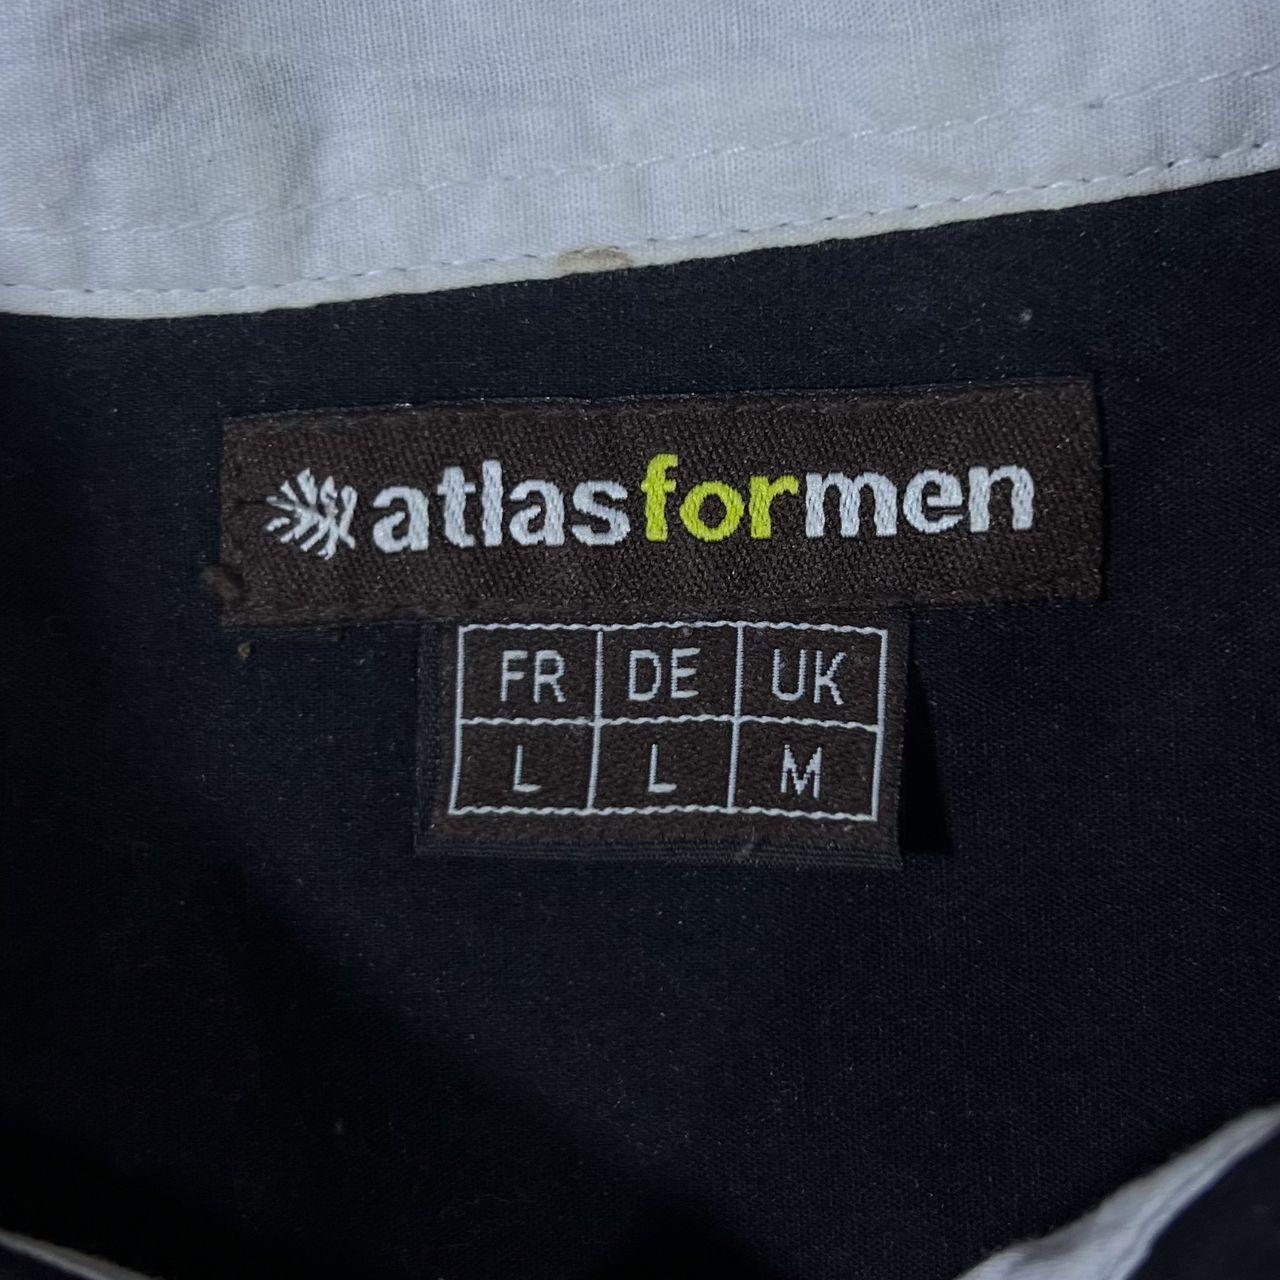 atlasformen
FR DE UK
L L M